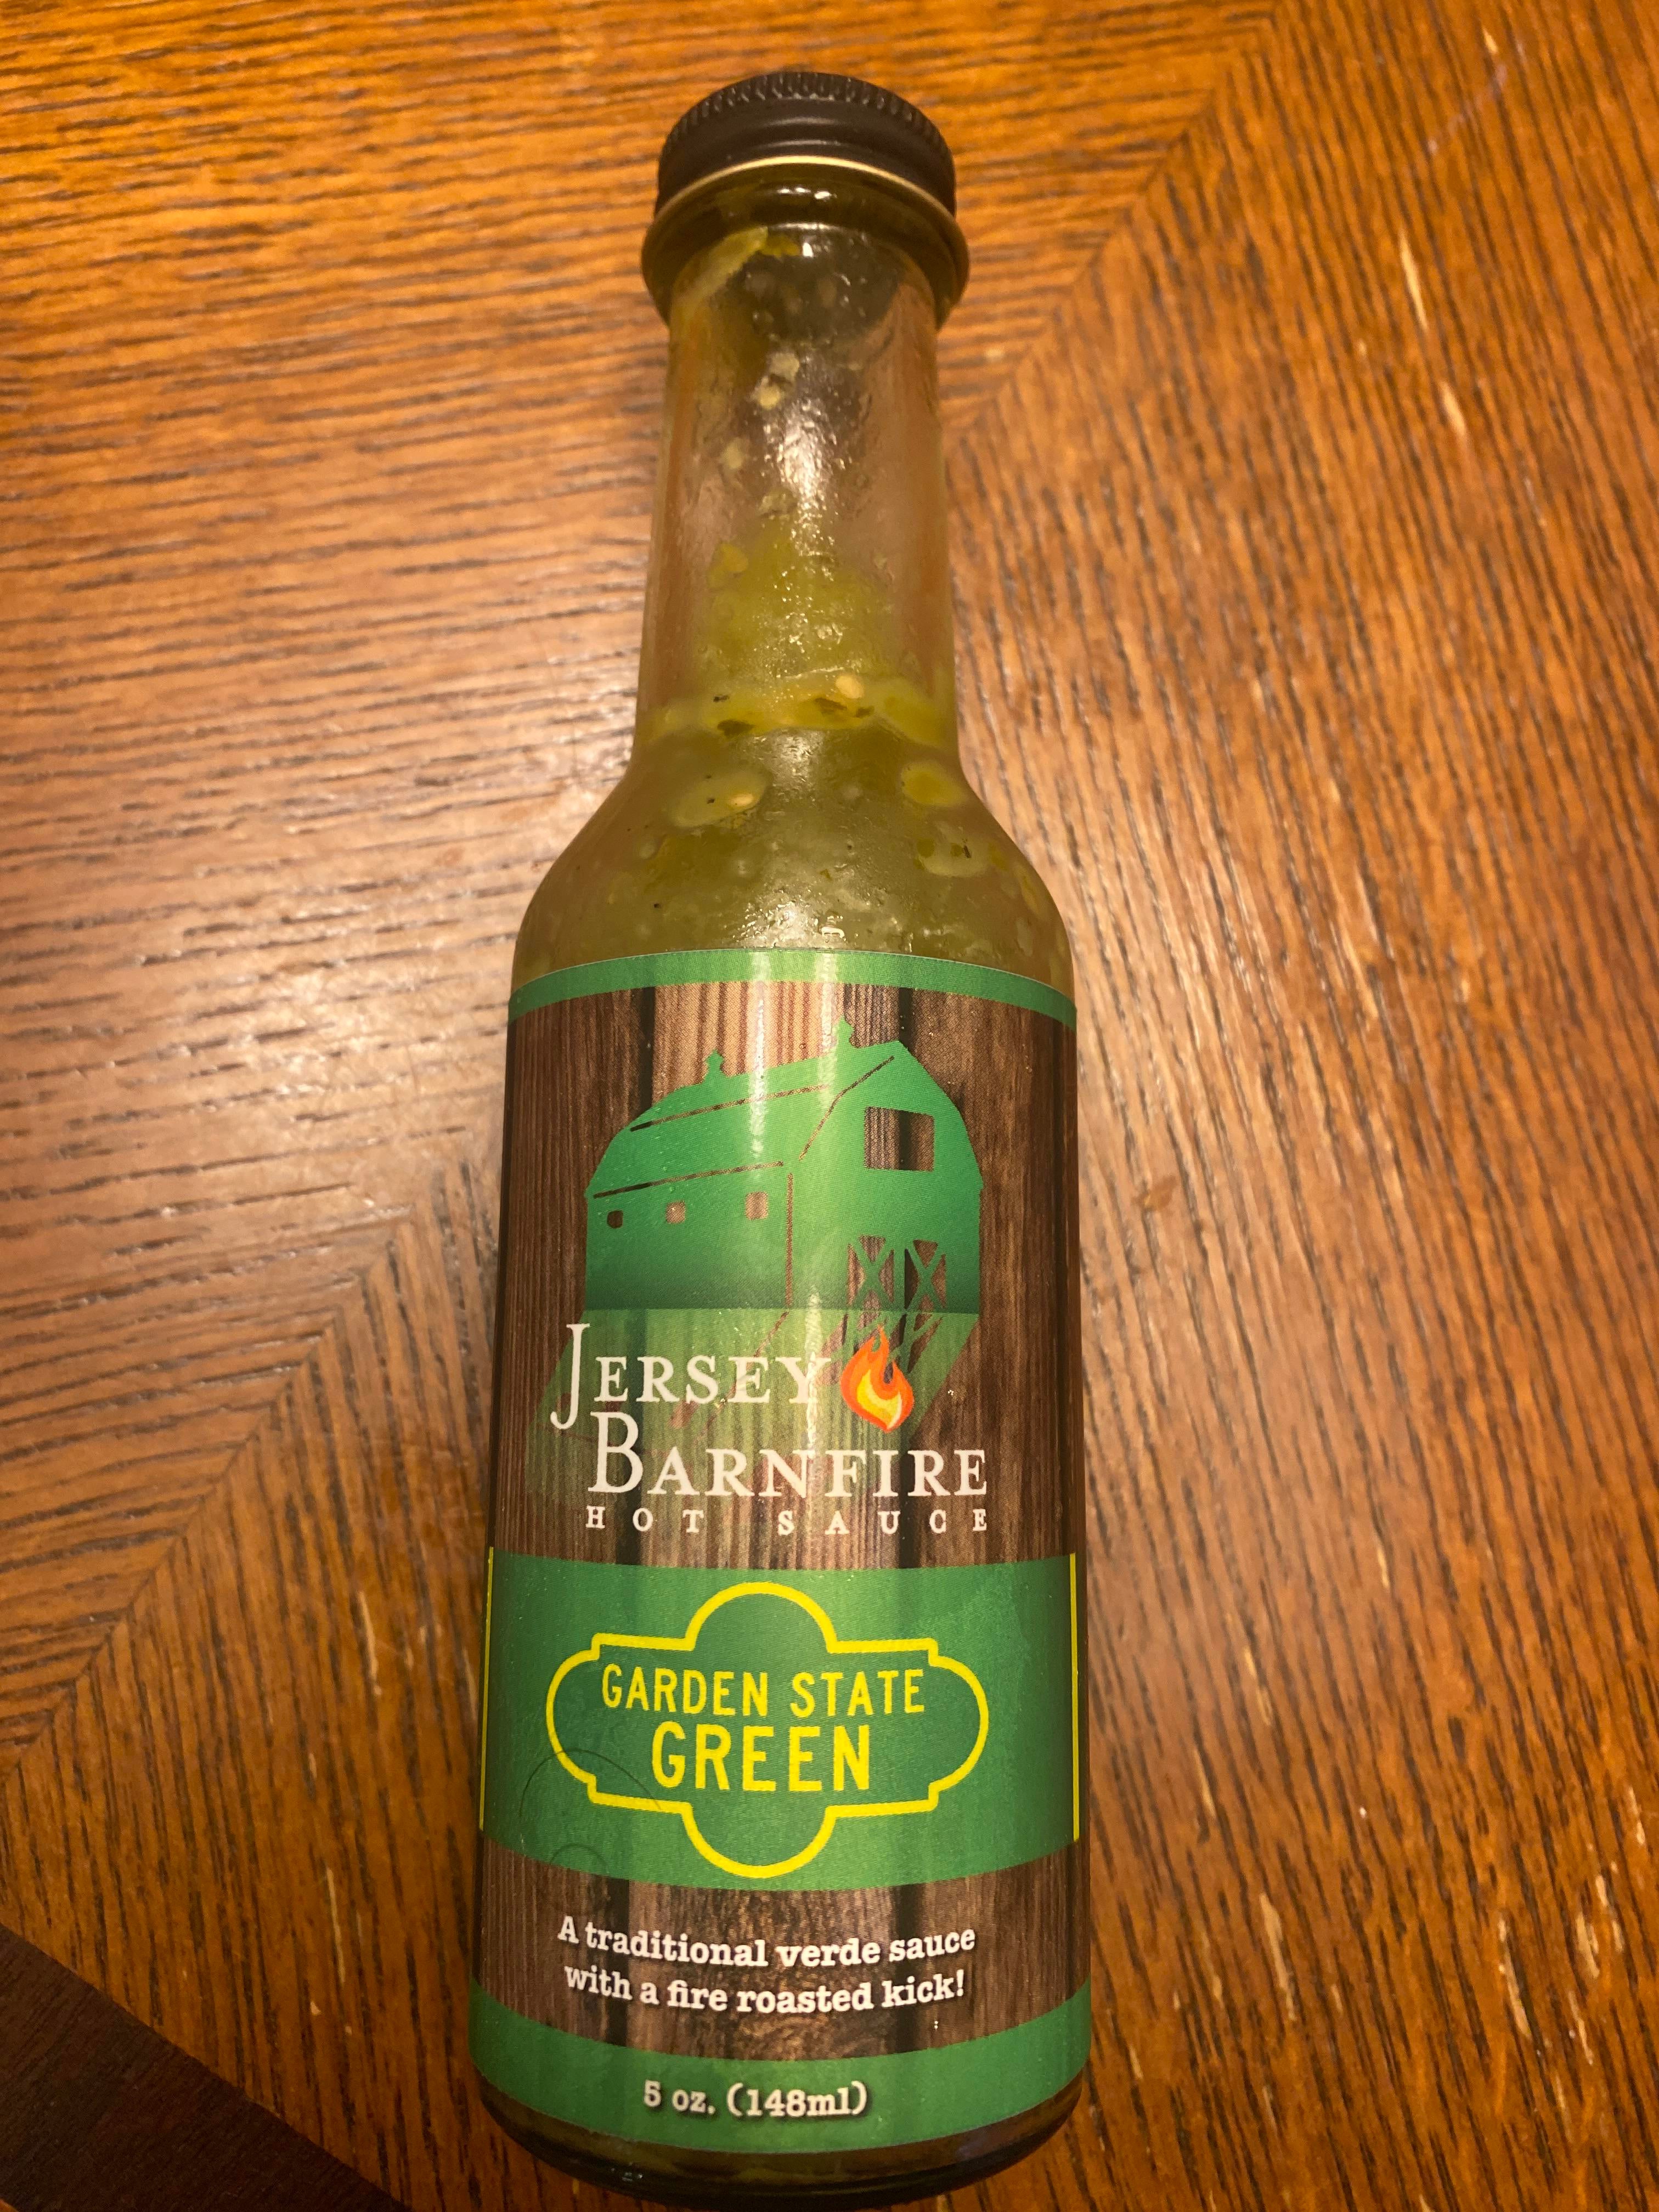 JERSEY
BARNFIRE
HOT SAUCE
GARDEN STATE
GREEN
A traditional verde sauce
with a fire roasted kick!
5 oz. (148ml)